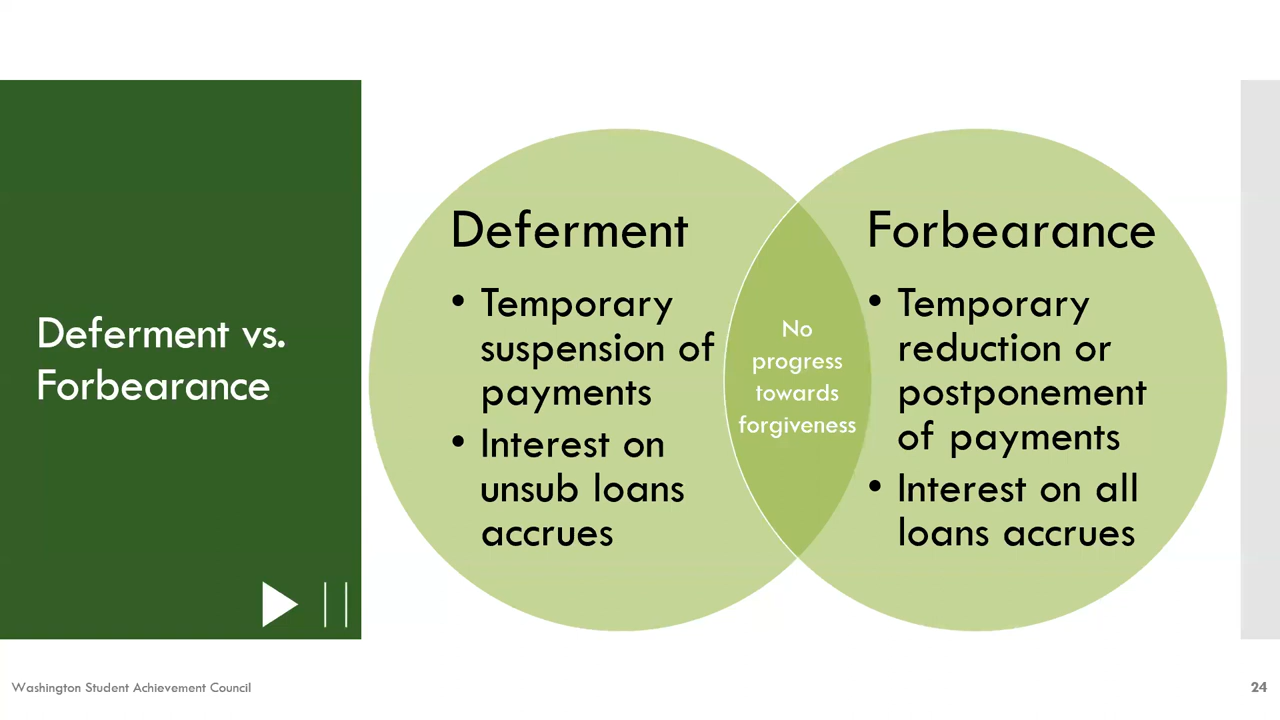 Deferment vs.
Forbearance
Deferment
• Temporary
suspension of
payments
• Interest on
unsub loans
accrues
No
progress
towards
forgiveness
Forbearance
• Temporary
reduction or
postponement
of payments
• Interest on all
loans accrues
Washington Student Achievement Council
24